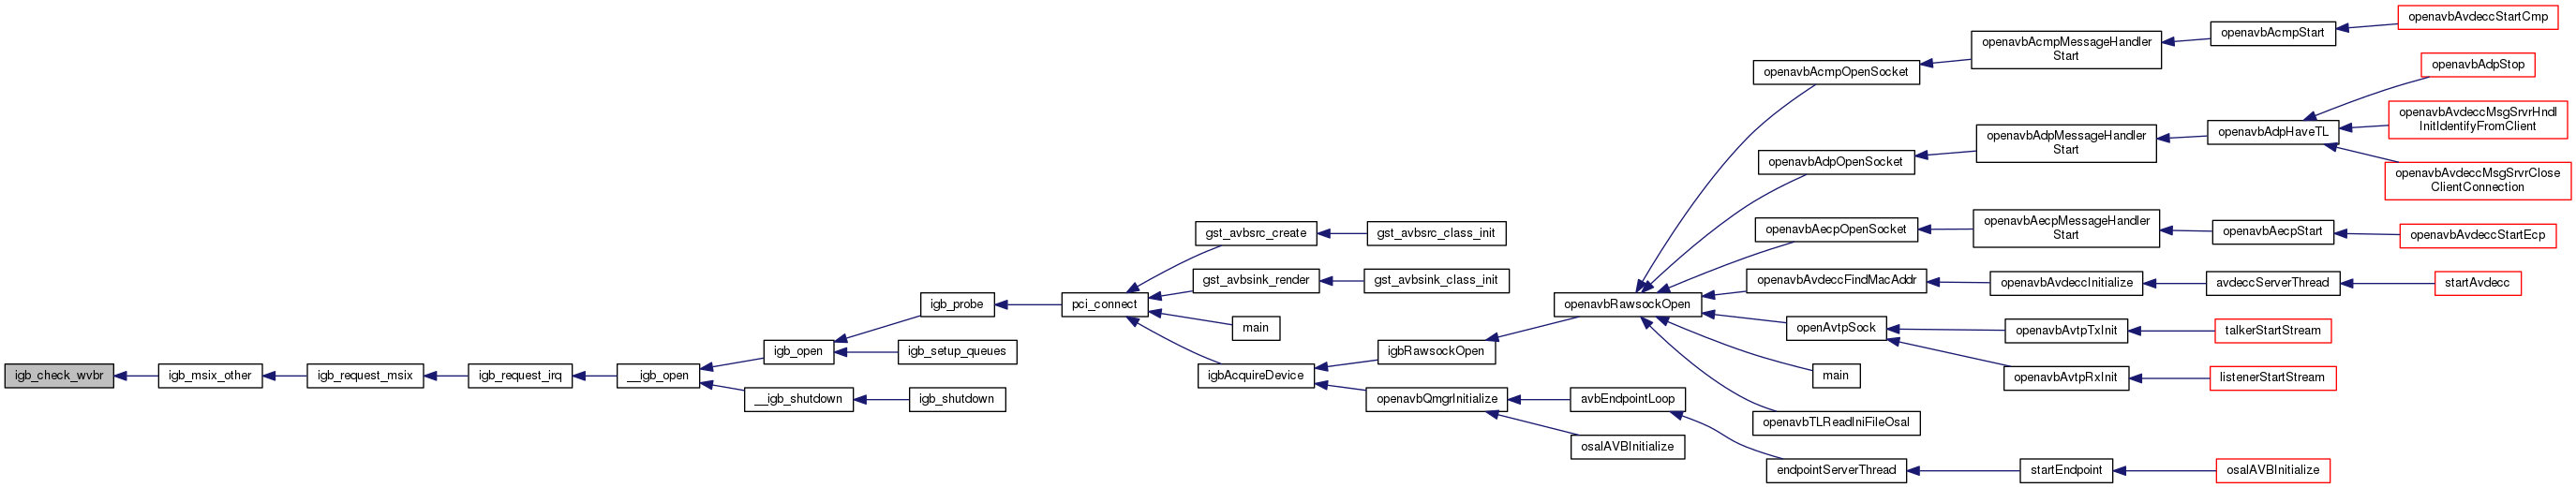 igb_check_wvbr
igb_msix_other
igb_request_msix
igb_request_irq
__igb_open
igb_open
igb_probe
pci_connect
gst_avbsrc_create
gst_avbsrc_class_init
gst_avbsink_render
gst_avbsink_class_init
main
igbAcquireDevice
igbRawsockOpen
openavbRawsockOpen
openavbAcmpOpenSocket
openavbAcmpMessageHandler
Start
openavbAcmpStart
openavbAvdeccStartCmp
openavbAdpOpenSocket
openavbAdpMessageHandler
Start
openavbAdpHaveTL
openavbAdpStop
openavbAvdeccMsgSrvrHndl
InitIdentifyFromClient
openavbAvdeccMsgSrvrClose
ClientConnection
openavbAecpOpenSocket
openavbAecpMessageHandler
Start
openavbAecpStart
openavbAvdeccStartEcp
openavbAvdeccFindMacAddr
openavbAvdeccInitialize
avdeccServerThread
startAvdecc
openAvtpSock
openavbAvtpTxInit
talkerStartStream
openavbAvtpRxInit
listenerStartStream
main
openavbTLReadIniFileOsal
openavbQmgrInitialize
avbEndpointLoop
endpointServerThread
startEndpoint
osalAVBInitialize
osalAVBInitialize
igb_setup_queues
__igb_shutdown
igb_shutdown